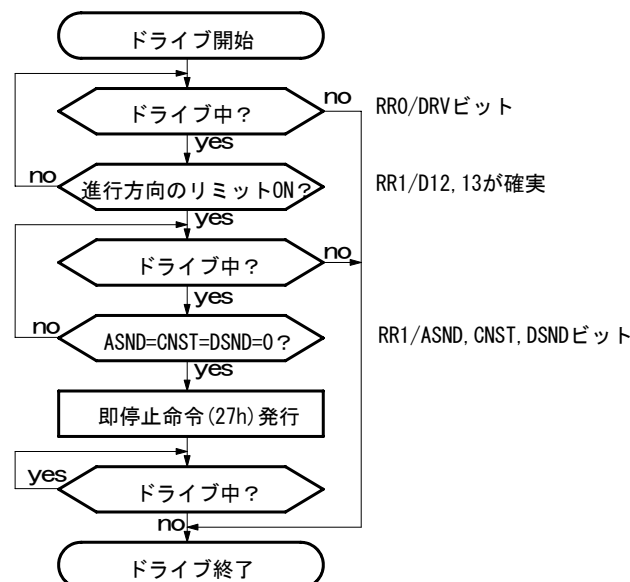 ドライブ開始
ドライブ中？
no
RR0/DRVビット
yes
no
進行方向のリミットON？
RR1/D12,13が確実
yes
ドライブ中？
no
yes
no
ASND=CNST=DSND=0？
RR1/ASND,CNST,DSNDビット
yes
即停止命令(27h)発行
yes
ドライブ中？
no
ドライブ終了